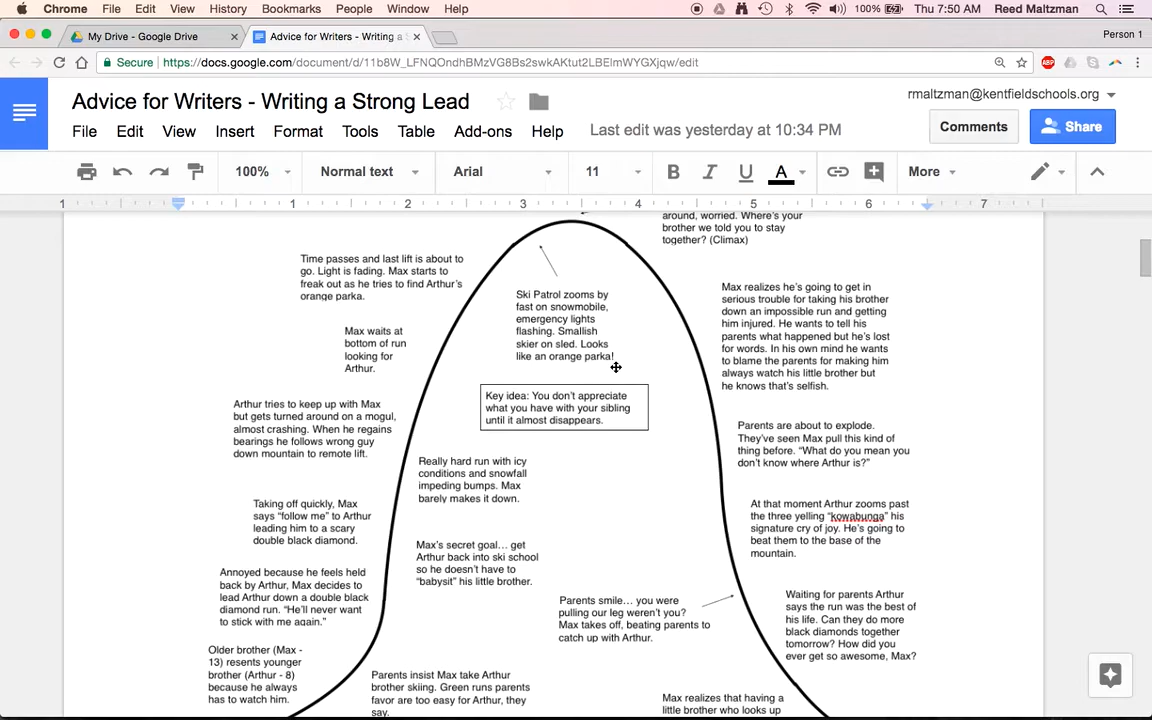 Chrome File Edit View History Bookmarks People Window Help 100% Thu 7:50 AM Reed Maltzman
My Drive - Google Drive
Advice for Writers - Writing a S
Person 1
Secure https://docs.google.com/document/d/11b8W_LFNQOndhBMzVG8Bs2swkAKtut2LBElmWYGXjqw/edit
ABP
Advice for Writers - Writing a Strong Lead
rmaltzman@kentfieldschools.org
File Edit View Insert Format Tools Table Add-ons Help Last edit was yesterday at 10:34 PM
Comments
Share
100% Normal text Arial 11 B I U A More
1 1 2 3 4 5 6 7
around, worried. Where's your
brother we told you to stay
together? (Climax)
Time passes and last lift is about to
go. Light is fading. Max starts to
freak out as he tries to find Arthur's
orange parka.
Ski Patrol zooms by
fast on snowmobile,
emergency lights
flashing. Smallish
skier on sled. Looks
like an orange parka!
Max realizes he's going to get in
serious trouble for taking his brother
down an impossible run and getting
him injured. He wants to tell his
parents what happened but he's lost
for words. In his own mind he wants
to blame the parents for making him
always watch his little brother but
he knows that's selfish.
Max waits at
bottom of run
looking for
Arthur.
Key idea: You don't appreciate
what you have with your sibling
until it almost disappears.
Arthur tries to keep up with Max
but gets turned around on a mogul,
almost crashing. When he regains
bearings he follows wrong guy
down mountain to remote lift.
Parents are about to explode.
They've seen Max pull this kind of
thing before. "What do you mean you
don't know where Arthur is?"
Really hard run with icy
conditions and snowfall
impeding bumps. Max
barely makes it down.
Taking off quickly, Max
says "follow me" to Arthur
leading him to a scary
double black diamond.
At that moment Arthur zooms past
the three yelling "kowabunga" his
signature cry of joy. He's going to
beat them to the base of the
mountain.
Max's secret goal... get
Arthur back into ski school
so he doesn't have to
"babysit" his little brother.
Annoyed because he feels held
back by Arthur, Max decides to
lead Arthur down a double black
diamond run. "He'll never want
to stick with me again."
Parents smile... you were
pulling our leg weren't you?
Max takes off, beating parents to
catch up with Arthur.
Waiting for parents Arthur
says the run was the best of
his life. Can they do more
black diamonds together
tomorrow? How did you
ever get so awesome, Max?
Older brother (Max -
13) resents younger
brother (Arthur - 8)
because he always
has to watch him.
Parents insist Max take Arthur
brother skiing. Green runs parents
favor are too easy for Arthur, they
say.
Max realizes that having a
little brother who looks up